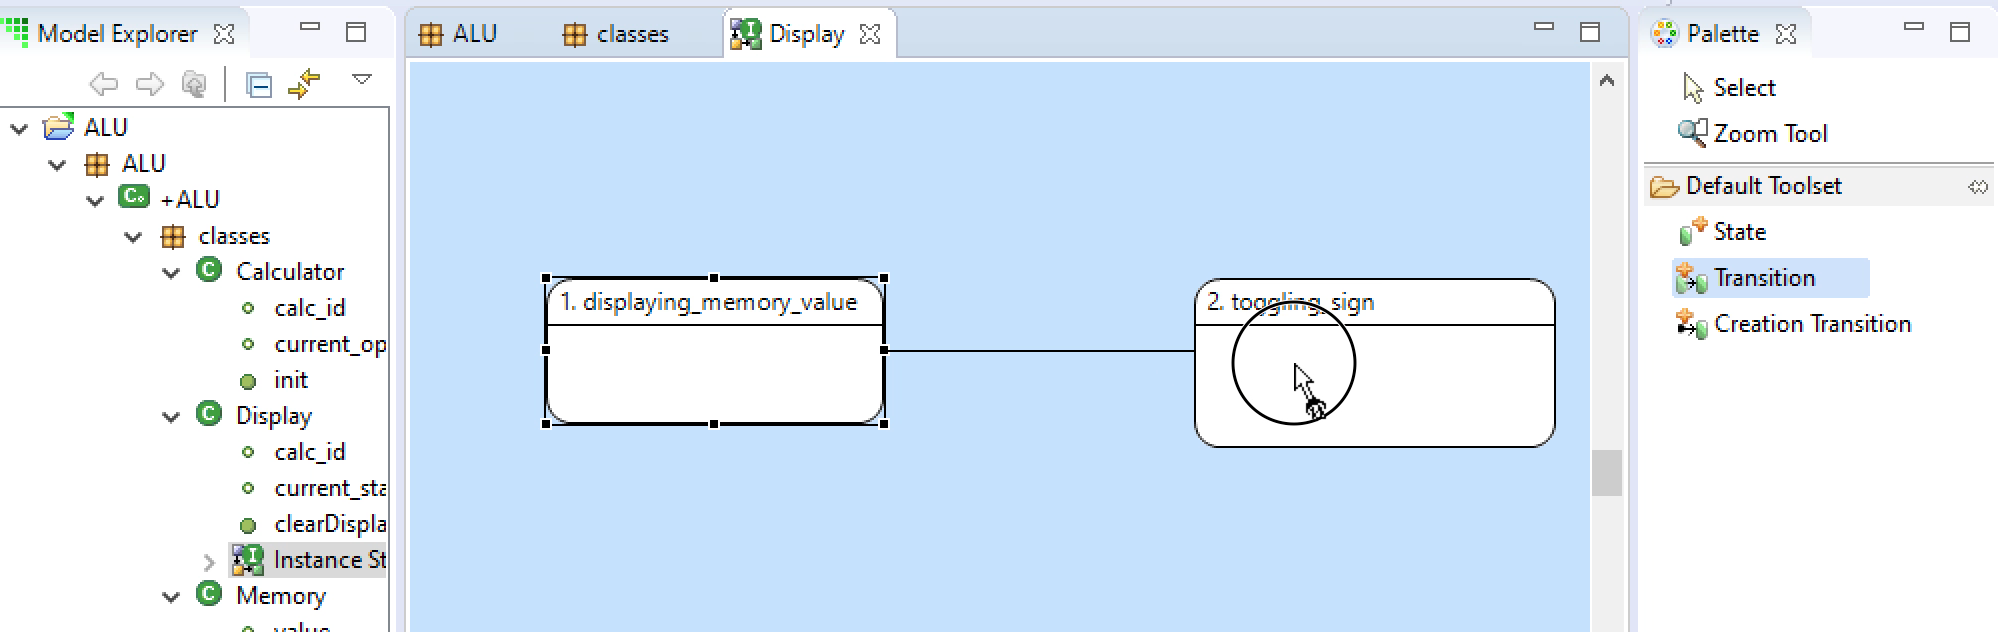 Model Explorer
ALU
ALU
+ALU
classes
Calculator
calc_id
current_op
init
Display
calc_id
current_sta
clearDispla
Instance St
Memory
value
ALU
classes
Display
1. displaying_memory_value
2. toggling_sign
Palette
Select
Zoom Tool
Default Toolset
State
Transition
Creation Transition